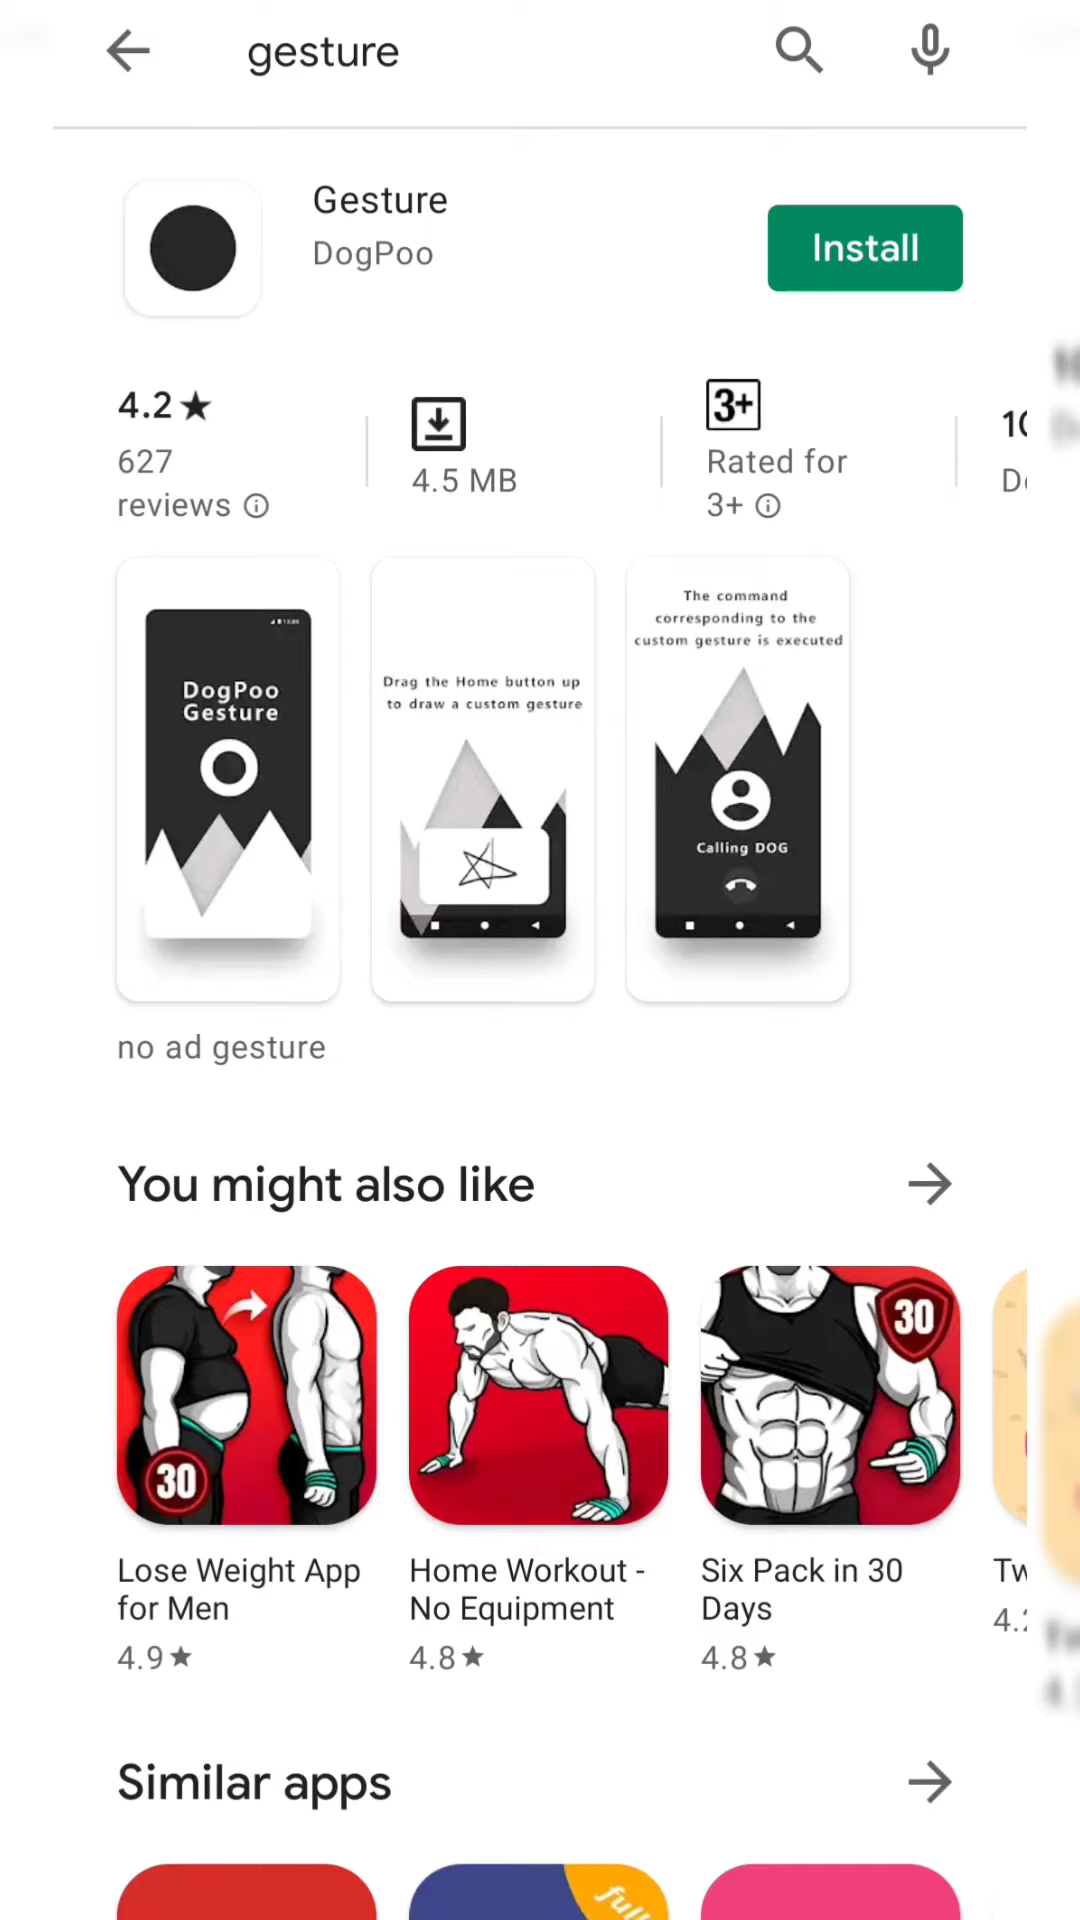 gesture
Gesture
DogPoo
Install
4.2★
627
reviews
4.5 MB
3+
Rated for
3+
DogPoo
Gesture
Drag the Home button up
to draw a custom gesture
The command
corresponding to the
custom gesture is executed
Calling DOG
no ad gesture
You might also like
30
30
Lose Weight App
for Men
4.9★
Home Workout -
No Equipment
4.8★
Six Pack in 30
Days
4.8★
Similar apps
full